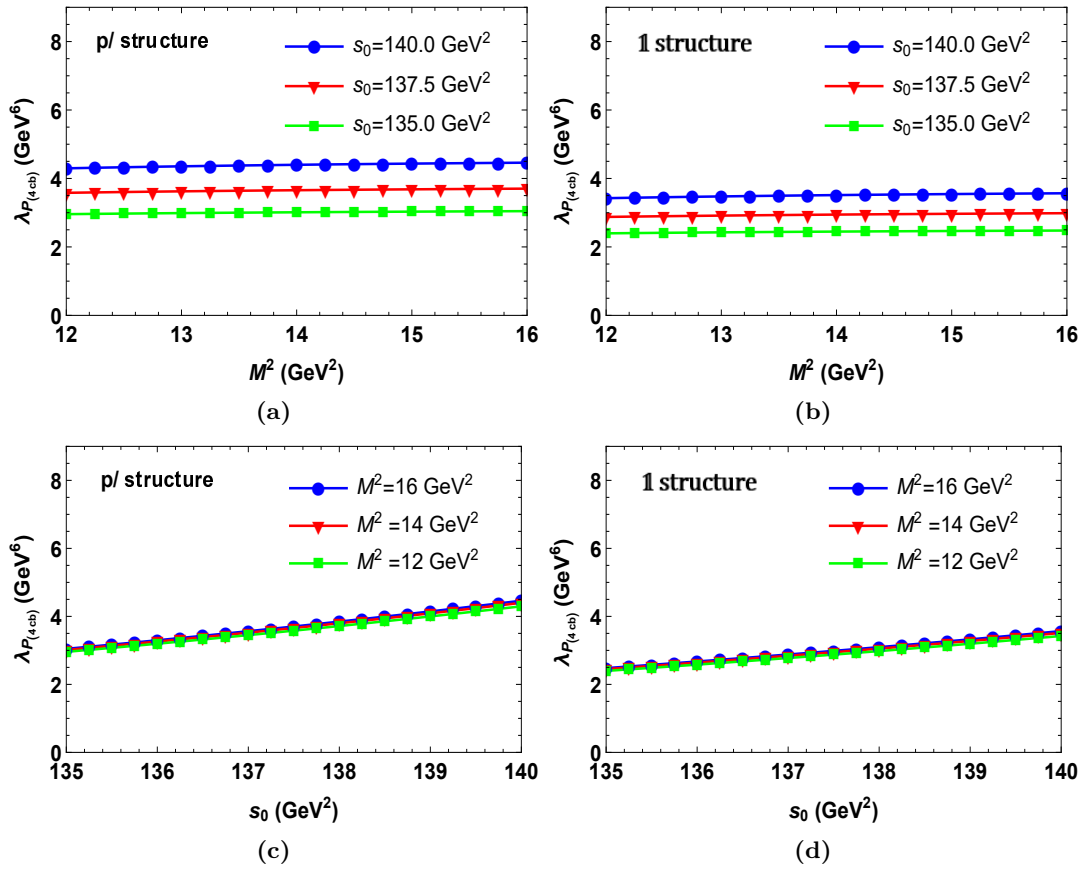 p/ structure
s₀=140.0 GeV²
s₀=137.5 GeV²
s₀=135.0 GeV²
λ_P(4cb) (GeV⁶)
8
6
4
2
0
12 13 14 15 16
M² (GeV²)
(a)
1 structure
s₀=140.0 GeV²
s₀=137.5 GeV²
s₀=135.0 GeV²
λ_P(4cb) (GeV⁶)
8
6
4
2
0
12 13 14 15 16
M² (GeV²)
(b)
p/ structure
M²=16 GeV²
M² =14 GeV²
M² =12 GeV²
λ_P(4cb) (GeV⁶)
8
6
4
2
0
135 136 137 138 139 140
s₀ (GeV²)
(c)
1 structure
M²=16 GeV²
M² =14 GeV²
M² =12 GeV²
λ_P(4cb) (GeV⁶)
8
6
4
2
0
135 136 137 138 139 140
s₀ (GeV²)
(d)